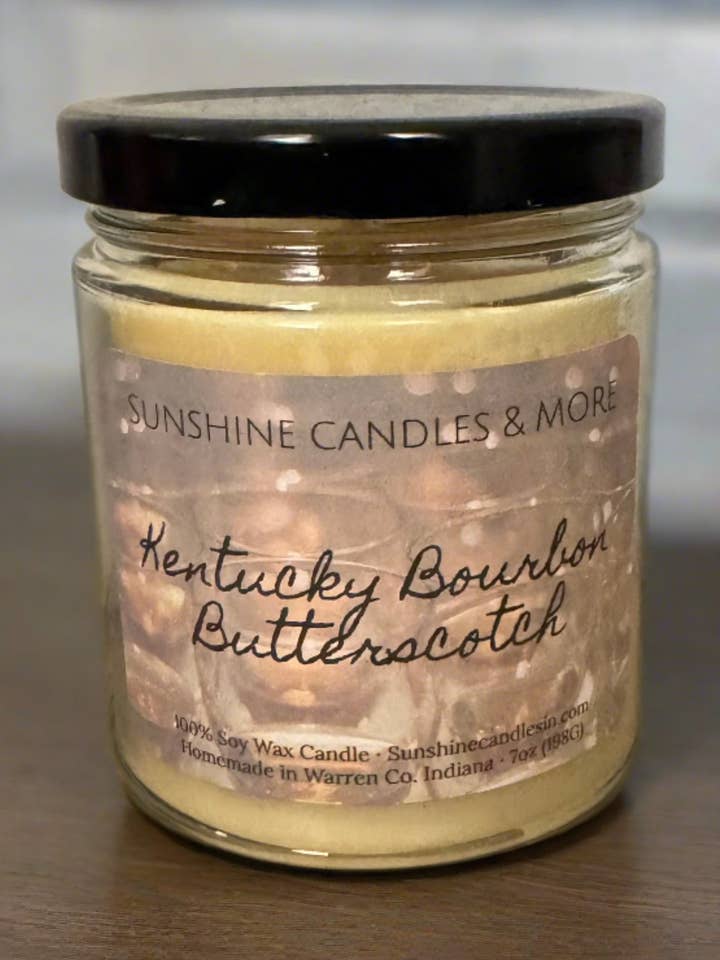 SUNSHINE CANDLES & MORE
Kentucky Bourbon
Butterscotch
100% Soy Wax Candle · Sunshinecandlesin.com
Homemade in Warren Co. Indiana · 7oz (198G)